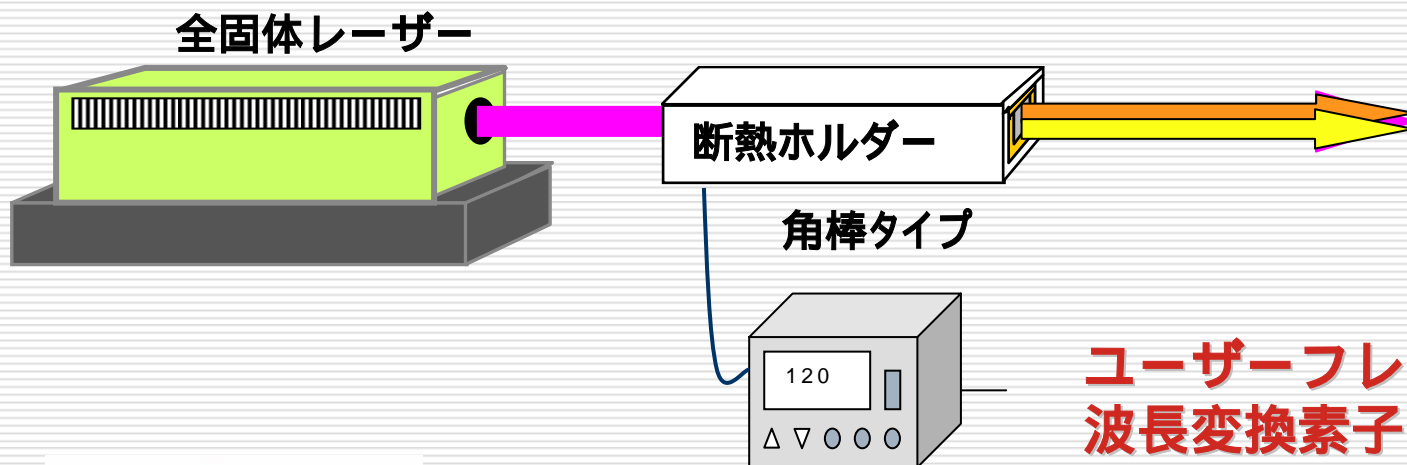 全固体レーザー
断熱ホルダー
角棒タイプ
120
ユーザーフレ
波長変換素子